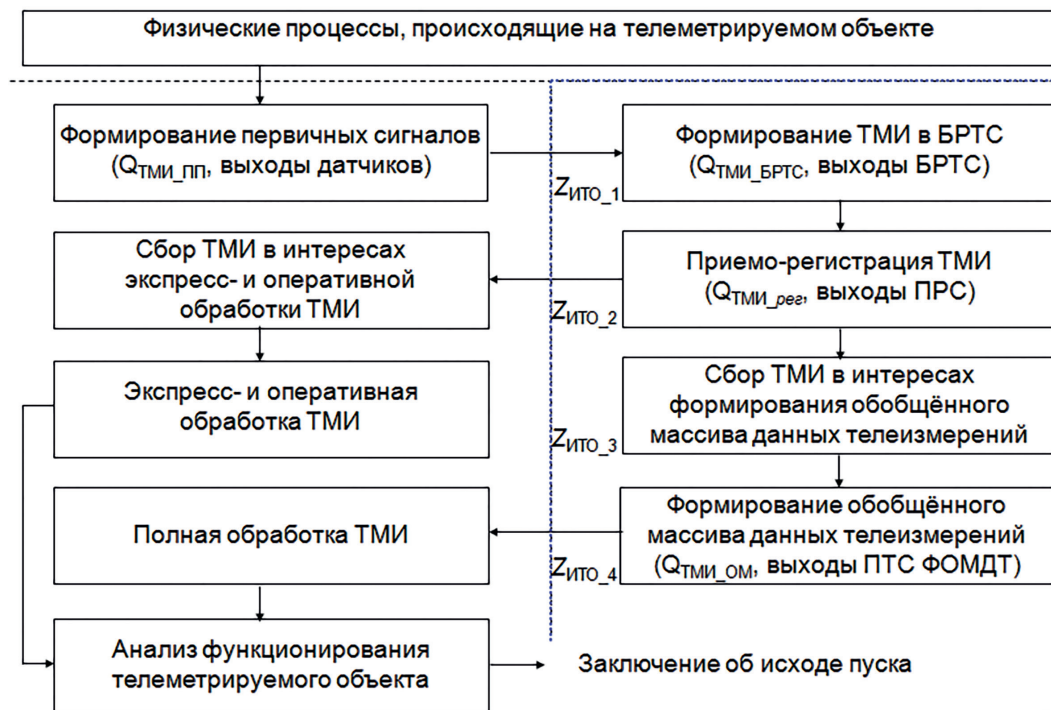 Физические процессы, происходящие на телеметрируемом объекте
Формирование первичных сигналов
(QТМИ_ПП, выходы датчиков)
Формирование ТМИ в БРТС
(QТМИ_БРТС, выходы БРТС)
ZИТО_1
Сбор ТМИ в интересах
экспресс- и оперативной
обработки ТМИ
Приемо-регистрация ТМИ
(QТМИ_рег, выходы ПРС)
ZИТО_2
Экспресс- и оперативная
обработка ТМИ
Сбор ТМИ в интересах
формирования обобщённого
массива данных телеизмерений
ZИТО_3
Полная обработка ТМИ
Формирование обобщённого
массива данных телеизмерений
(QТМИ_ОМ, выходы ПТС ФОМДТ)
ZИТО_4
Анализ функционирования
телеметрируемого объекта
Заключение об исходе пуска